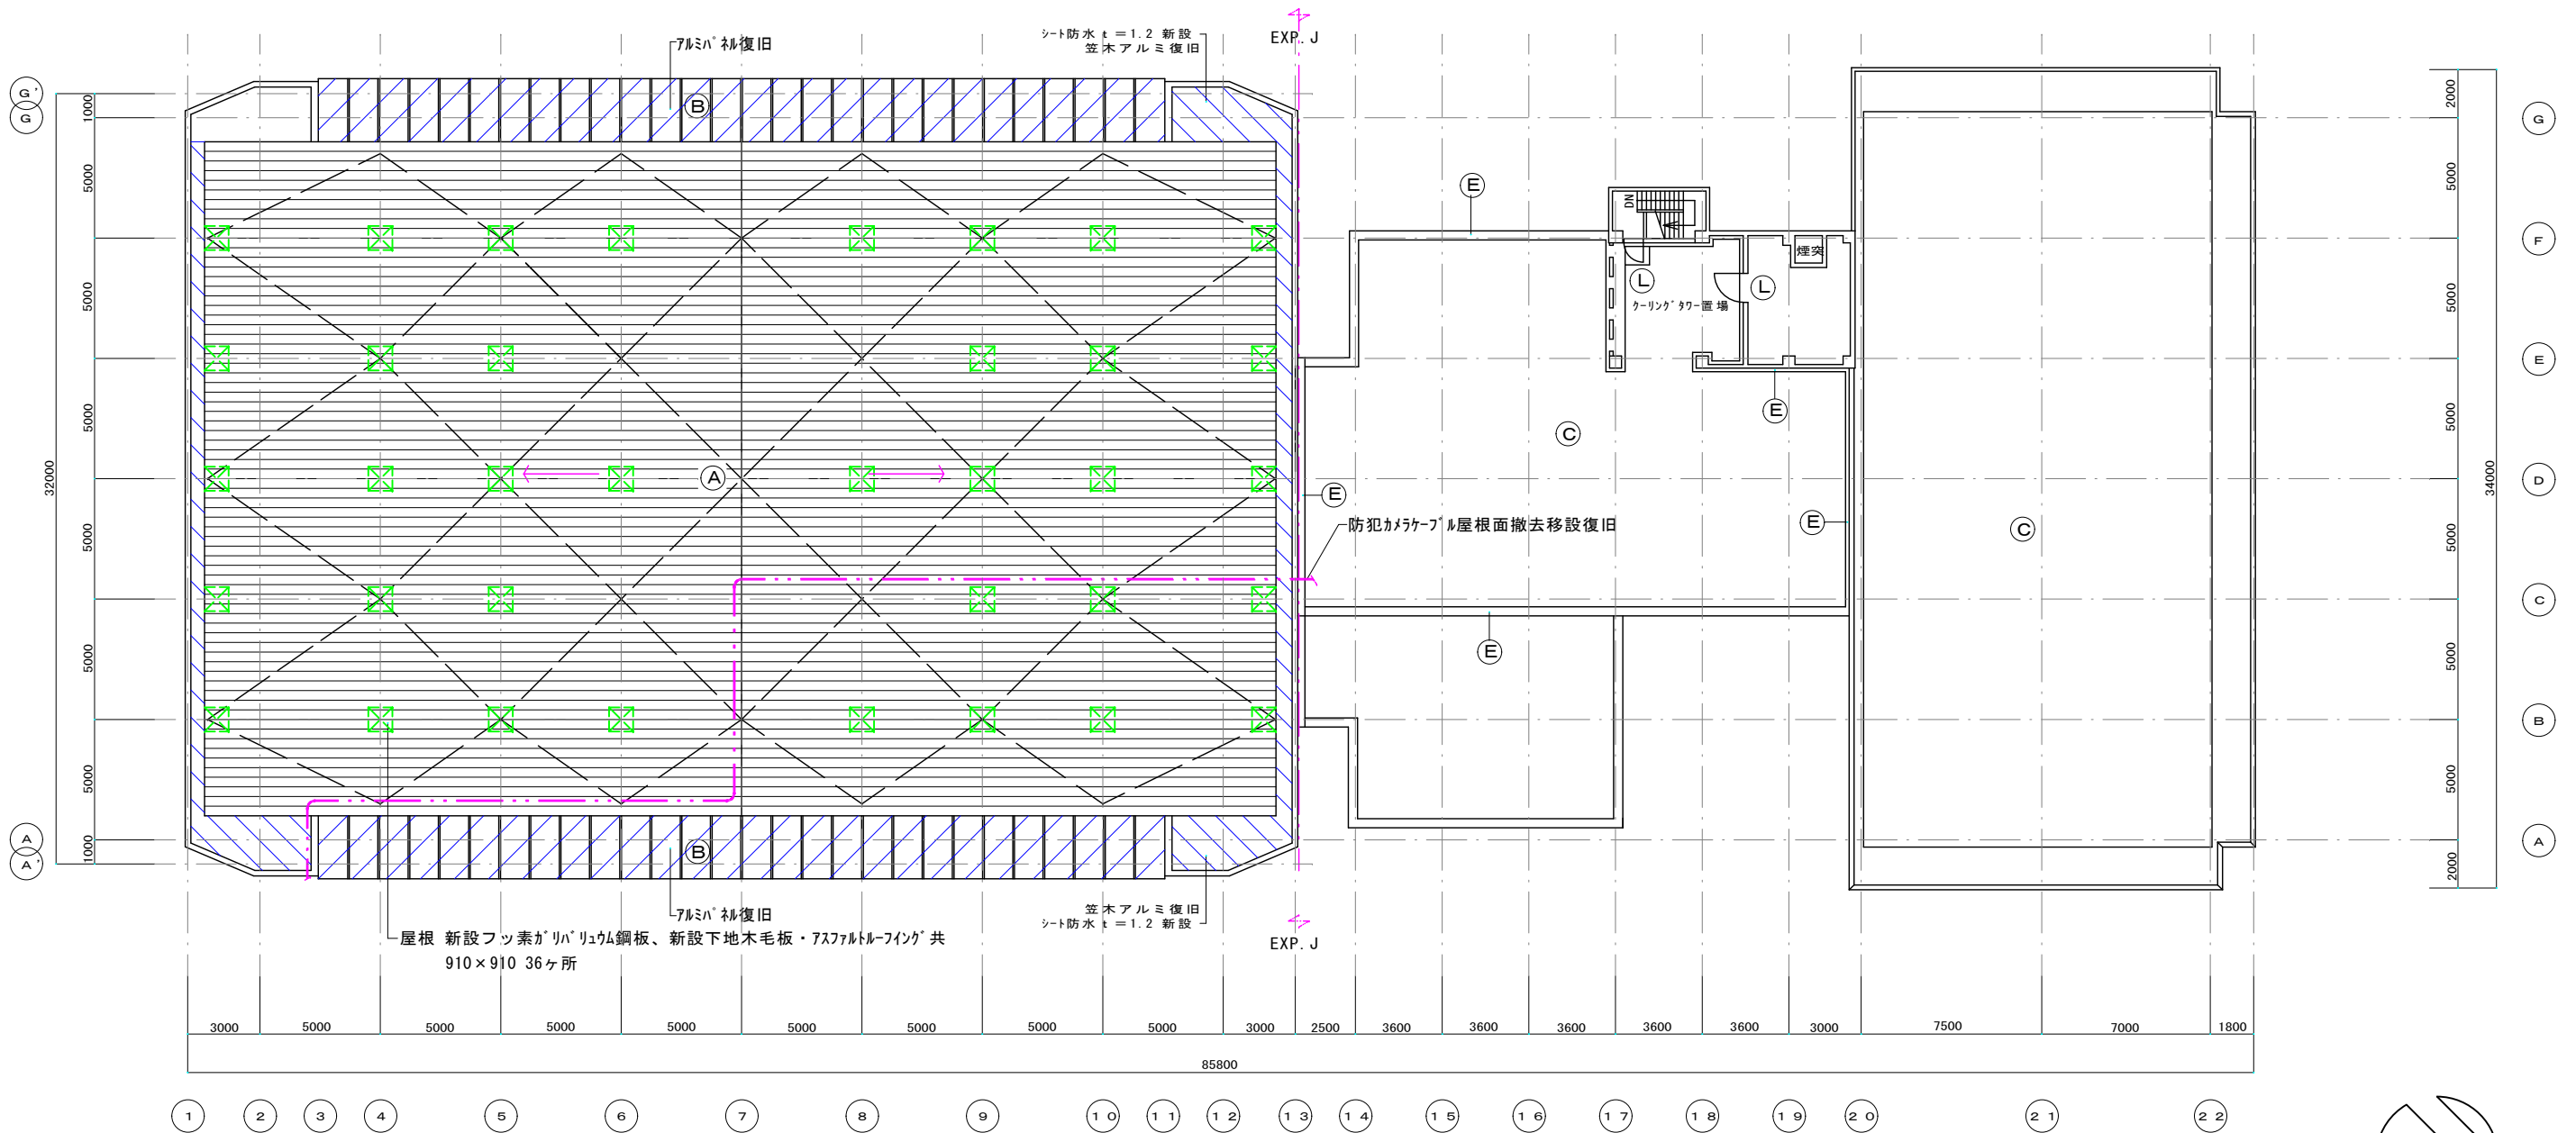 アルミパネル復旧
シート防水 t=1.2 新設
笠木アルミ復旧
EXP. J
G'
G
1000
5000
5000
5000
5000
5000
5000
1000
32000
A
A'
B
A
B
E
DN
煙突
L
L
クーリングタワー置場
E
C
E
E
C
防犯カメラケーブル屋根面撤去移設復旧
E
2000
5000
5000
5000
5000
5000
5000
2000
34000
G
F
E
D
C
B
A
アルミパネル復旧
笠木アルミ復旧
シート防水 t=1.2 新設
EXP. J
屋根 新設フッ素ガリバリュウム鋼板、新設下地木毛板・アスファルトルーフイング共
910×910 36ヶ所
3000 5000 5000 5000 5000 5000 5000 5000 5000 3000 2500 3600 3600 3600 3600 3600 3000 7500 7000 1800
85800
1 2 3 4 5 6 7 8 9 10 11 12 13 14 15 16 17 18 19 20 21 22